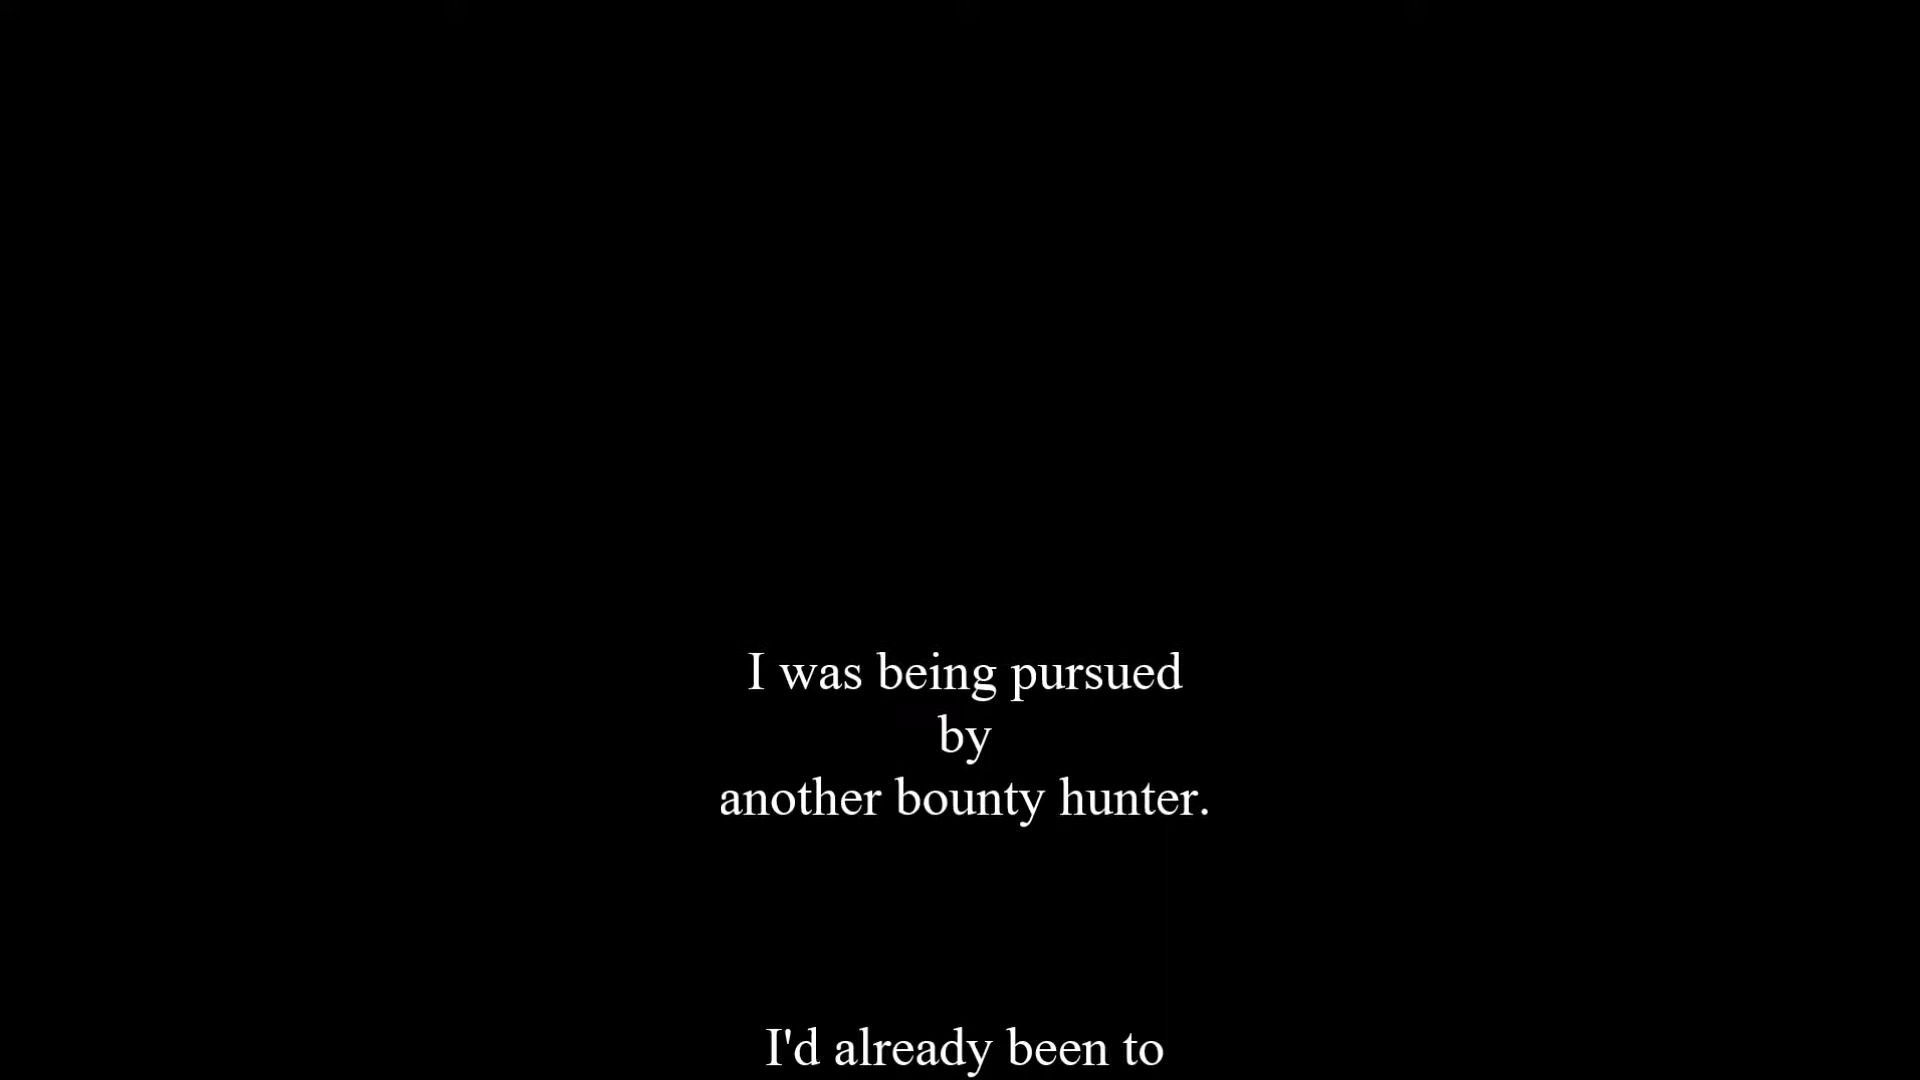 I was being pursued
by
another bounty hunter.
I'd already been to